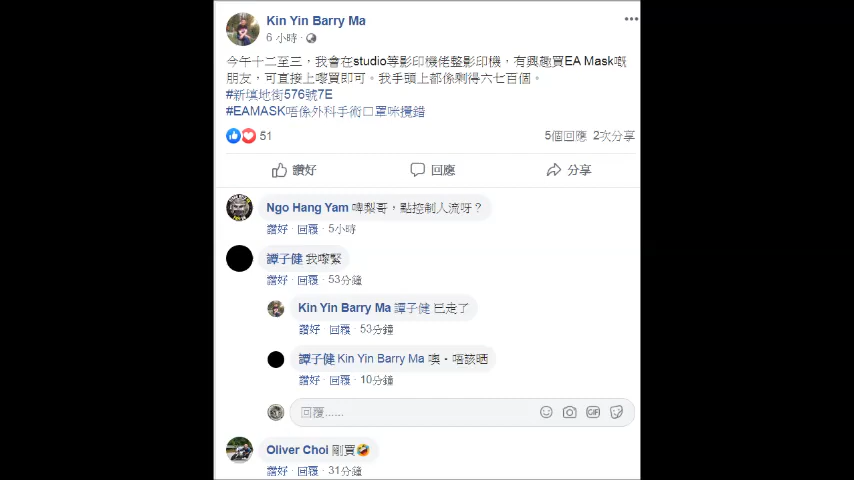 Kin Yin Barry Ma
6 小時 ·
今午十二至三，我會在studio等影印機佬整影印機，有興趣買EA Mask嘅
朋友，可直接上嚟買即可。我手頭上都係剩得六七百個。
#新填地街576號7E
#EAMASK唔係外科手術口罩咪攪錯
51
5個回應 2次分享
讚好 回應 分享
Ngo Hang Yam 啤梨哥，點控制人流呀？
讚好 · 回覆 · 5小時
譚子健 我嚟緊
讚好 · 回覆 · 53分鐘
Kin Yin Barry Ma 譚子健 已走了
讚好 · 回覆 · 53分鐘
譚子健 Kin Yin Barry Ma 噢，唔該晒
讚好 · 回覆 · 10分鐘
回覆......
GIF
Oliver Choi 剛買🤣
讚好 · 回覆 · 31分鐘